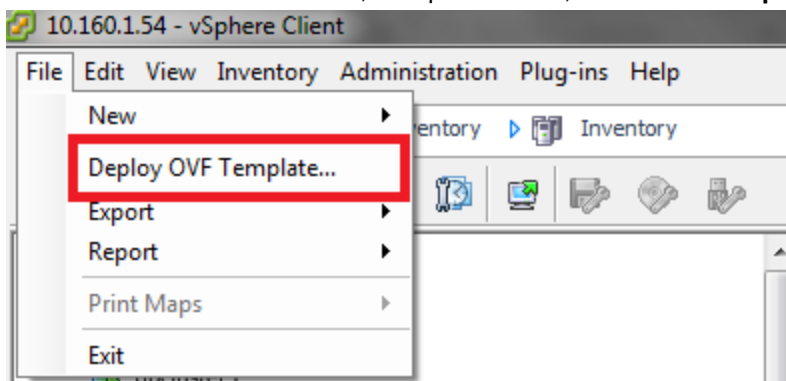 10.160.1.54 - vSphere Client
File Edit View Inventory Administration Plug-ins Help
New
entory Inventory
Deploy OVF Template...
Export
Report
Print Maps
Exit